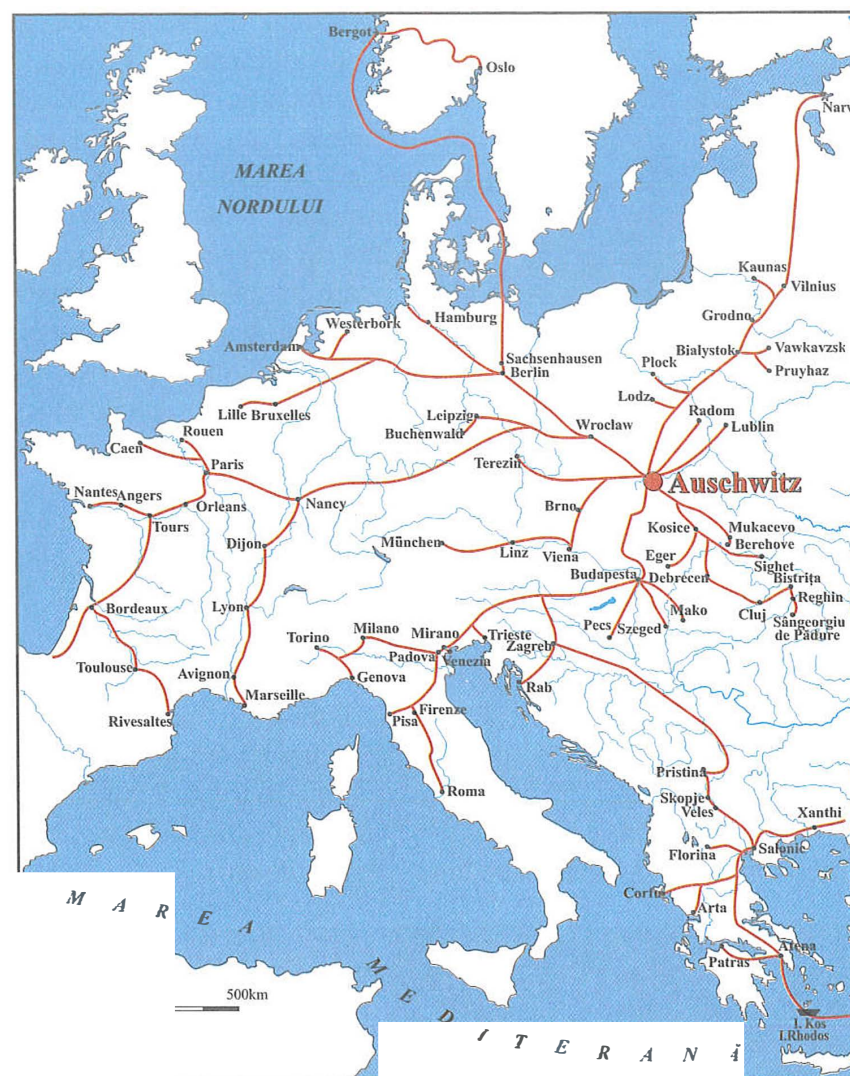 Bergot
Oslo
Narv
MAREA
NORDULUI
Kaunas
Vilnius
Grodno
Hamburg
Westerbork
Amsterdam
Bialystok
Vawkavzsk
Pruyhaz
Sachsenhausen
Berlin
Plock
Lodz
Lille Bruxelles
Leipzig
Buchenwald
Wroclaw
Radom
Lublin
Rouen
Caen
Paris
Terezin
Auschwitz
Nantes
Angers
Orleans
Nancy
Tours
Brno
Kosice
Mukacevo
Berehove
Dijon
München
Linz
Viena
Eger
Sighet
Budapesta
Debrecen
Bistrița
Reghin
Bordeaux
Lyon
Cluj
Sângeorgiu
de Pădure
Mako
Pecs
Szeged
Torino
Milano
Mirano
Trieste
Padova
Venezia
Zagreb
Toulouse
Avignon
Genova
Rab
Marseille
Rivesaltes
Pisa
Firenze
Roma
Pristina
Skopje
Veles
Xanthi
Florina
Salonic
Corfu
Arta
MAREA
Patras
Atena
MEDITERANĂ
500km
I. Kos
I.Rhodos